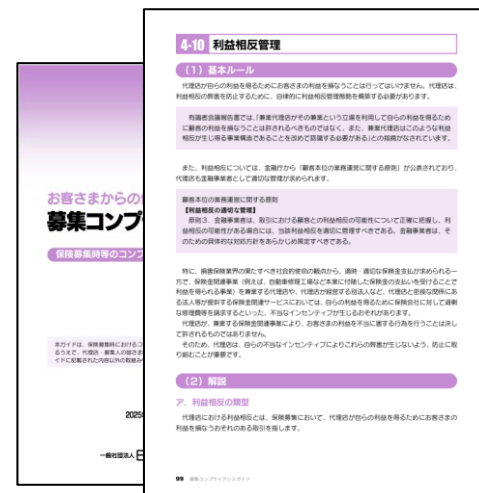 お客さまからの
募集コンプ
保険募集時等のコンプ
本ガイドは、保険募集時におけるコ
るうえで、代理店・募集人の皆さま
イドに記載された内容以外の取組み
2025
一般社団法人
4-10 利益相反管理
（1）基本ルール
代理店が自らの利益を得るためにお客さまの利益を損なうことは行ってはいけません。代理店は、
利益相反の弊害を防止するために、自律的に利益相反管理態勢を構築する必要があります。
有識者会議報告書では、「兼業代理店がその兼業という立場を利用して自らの利益を得るため
に顧客の利益を損なうことは許されるべきものではなく、また、兼業代理店はこのような利益
相反が生じ得る事業構造であることを改めて認識する必要がある」との指摘がなされています。
また、利益相反については、金融庁から「顧客本位の業務運営に関する原則」が公表されており、
代理店も金融事業者として適切な管理が求められます。
顧客本位の業務運営に関する原則
【利益相反の適切な管理】
原則3．金融事業者は、取引における顧客との利益相反の可能性について正確に把握し、利
益相反の可能性がある場合には、当該利益相反を適切に管理すべきである。金融事業者は、そ
のための具体的な対応方針をあらかじめ策定すべきである。
特に、損害保険業界の果たすべき社会的使命の観点から、適時・適切な保険金支払が求められる一
方で、保険金関連事業（例えば、自動車修理工場など本業に付随した保険金の支払いを受けることで
利益を得られる事業）を兼業する代理店や、代理店が経営する別法人など、代理店と密接な関係にあ
る法人等が提供する保険金関連サービスにおいては、自らの利益を得るために保険会社に対して過剰
な修理費等を請求するといった、不当なインセンティブが生じるおそれがあります。
代理店が、兼業する保険金関連事業により、お客さまの利益を不当に害する行為を行うことは決し
て許されるものではありません。
そのため、代理店は、自らの不当なインセンティブによりこれらの弊害が生じないよう、防止に取
り組むことが重要です。
（2）解説
ア．利益相反の類型
代理店における利益相反とは、保険募集において、代理店が自らの利益を得るためにお客さまの
利益を損なうおそれのある取引を指します。
99 募集コンプライアンスガイド